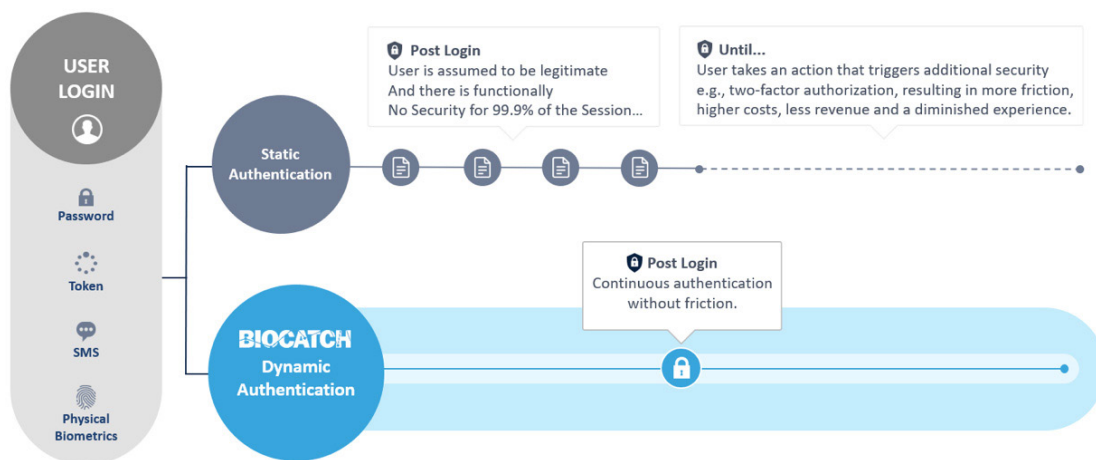 USER
LOGIN
Password
Token
SMS
Physical
Biometrics
Static
Authentication
Post Login
User is assumed to be legitimate
And there is functionally
No Security for 99.9% of the Session...
Until...
User takes an action that triggers additional security
e.g., two-factor authorization, resulting in more friction,
higher costs, less revenue and a diminished experience.
BIOCATCH
Dynamic
Authentication
Post Login
Continuous authentication
without friction.